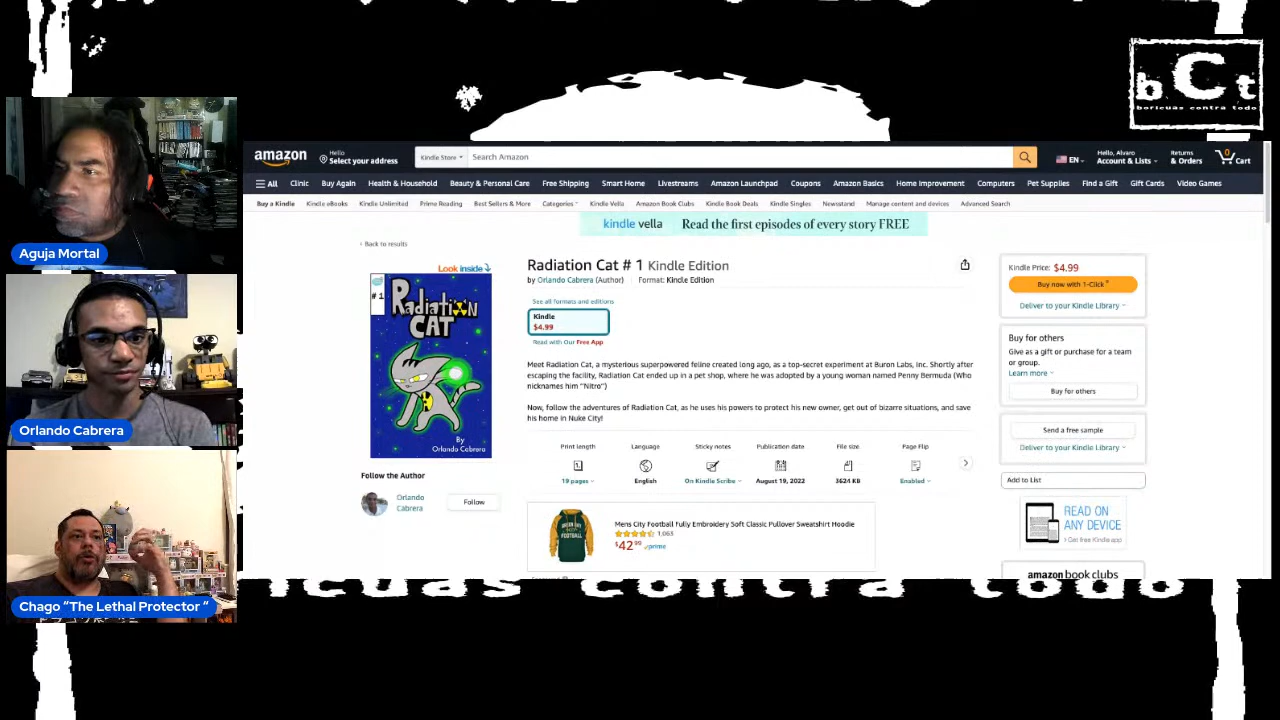 bCt
boricuas contra todo
Aguja Mortal
Orlando Cabrera
Chago “The Lethal Protector “
amazon
Hello
Select your address
Kindle Store
Search Amazon
EN
Hello, Alvaro
Account & Lists
Returns
& Orders
0
Cart
All
Clinic
Buy Again
Health & Household
Beauty & Personal Care
Free Shipping
Smart Home
Livestreams
Amazon Launchpad
Coupons
Amazon Basics
Home Improvement
Computers
Pet Supplies
Find a Gift
Gift Cards
Video Games
Buy a Kindle
Kindle eBooks
Kindle Unlimited
Prime Reading
Best Sellers & More
Categories
Kindle Vella
Amazon Book Clubs
Kindle Book Deals
Kindle Singles
Newsstand
Manage content and devices
Advanced Search
kindle vella Read the first episodes of every story FREE
‹ Back to results
Look inside
# 1
Radiation
CAT
By
Orlando Cabrera
Follow the Author
Orlando
Cabrera
Follow
Radiation Cat # 1 Kindle Edition
by Orlando Cabrera (Author) | Format: Kindle Edition
See all formats and editions
Kindle
$4.99
Read with Our Free App
Meet Radiation Cat, a mysterious superpowered feline created long ago, as a top-secret experiment at Buron Labs, Inc. Shortly after
escaping the facility, Radiation Cat ended up in a pet shop, where he was adopted by a young woman named Penny Bermuda (Who
nicknames him “Nitro”)
Now, follow the adventures of Radiation Cat, as he uses his powers to protect his new owner, get out of bizarre situations, and save
his home in Nuke City!
Print length
19 pages
Language
English
Sticky notes
On Kindle Scribe
Publication date
August 19, 2022
File size
3624 KB
Page Flip
Enabled
Mens City Football Fully Embroidery Soft Classic Pullover Sweatshirt Hoodie
1,063
$42⁹⁹ prime
Kindle Price: $4.99
Buy now with 1-Click ®
Deliver to your Kindle Library
Buy for others
Give as a gift or purchase for a team
or group.
Learn more
Buy for others
Send a free sample
Deliver to your Kindle Library
Add to List
READ ON
ANY DEVICE
Get free Kindle app
amazon book clubs
icuas contra todo